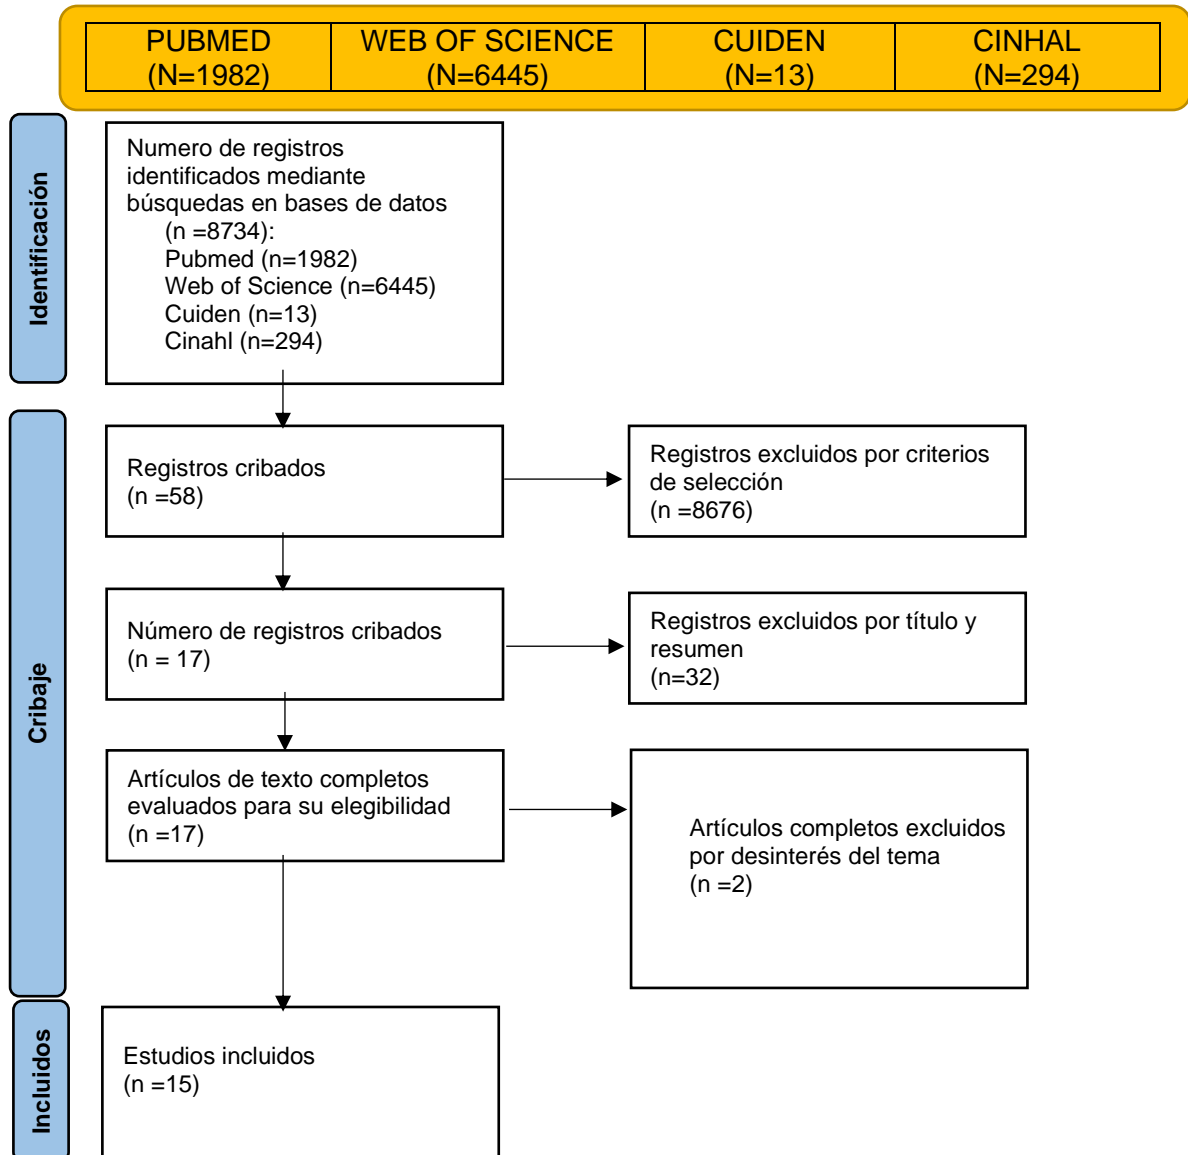 PUBMED
(N=1982)
WEB OF SCIENCE
(N=6445)
CUIDEN
(N=13)
CINHAL
(N=294)
Identificación
Numero de registros
identificados mediante
búsquedas en bases de datos
(n =8734):
Pubmed (n=1982)
Web of Science (n=6445)
Cuiden (n=13)
Cinahl (n=294)
Cribaje
Registros cribados
(n =58)
Registros excluidos por criterios
de selección
(n =8676)
Número de registros cribados
(n = 17)
Registros excluidos por título y
resumen
(n=32)
Artículos de texto completos
evaluados para su elegibilidad
(n =17)
Artículos completos excluidos
por desinterés del tema
(n =2)
Incluidos
Estudios incluidos
(n =15)